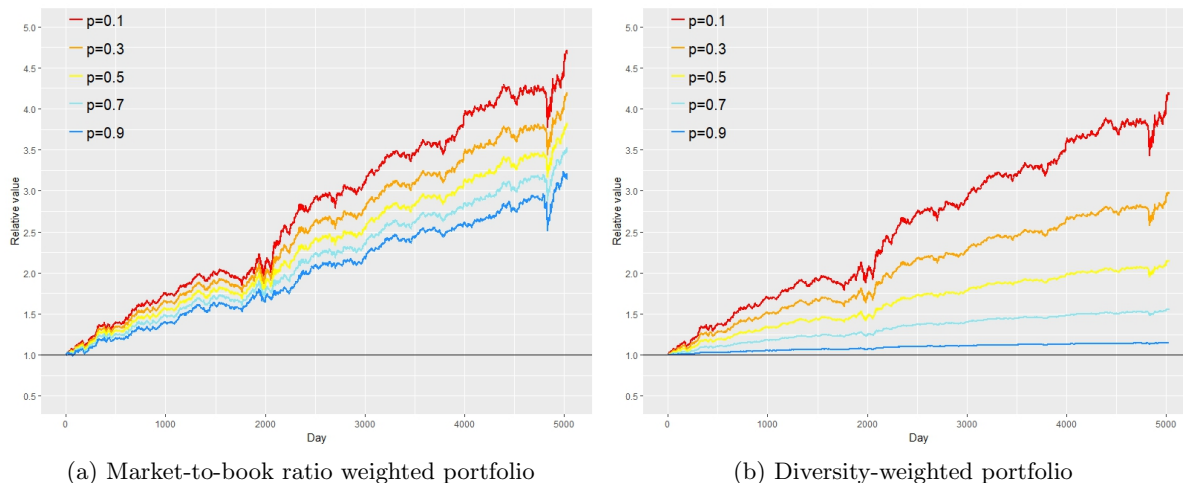 5.0
4.5
4.0
3.5
3.0
2.5
2.0
1.5
1.0
0.5
Relative value
p=0.1
p=0.3
p=0.5
p=0.7
p=0.9
0 1000 2000 3000 4000 5000
Day
(a) Market-to-book ratio weighted portfolio
5.0
4.5
4.0
3.5
3.0
2.5
2.0
1.5
1.0
0.5
Relative value
p=0.1
p=0.3
p=0.5
p=0.7
p=0.9
0 1000 2000 3000 4000 5000
Day
(b) Diversity-weighted portfolio